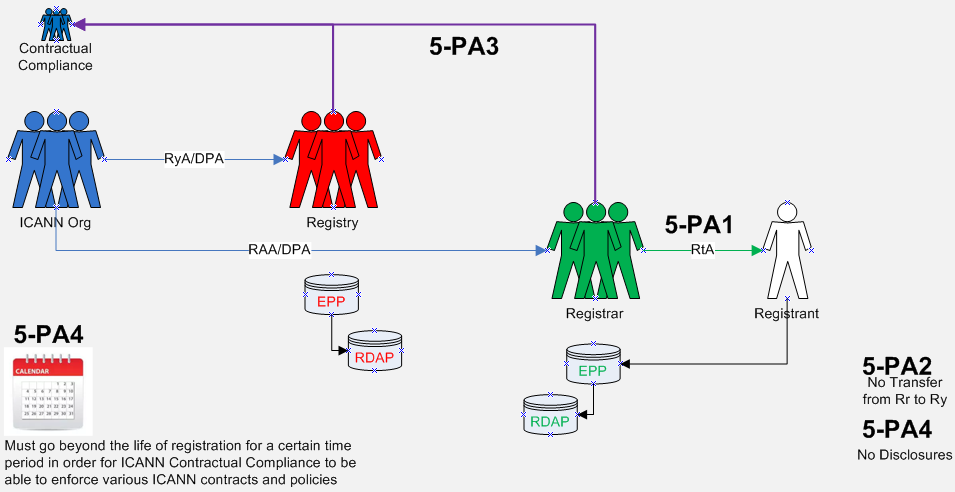 Contractual
Compliance
5-PA3
RyA/DPA
ICANN Org
Registry
5-PA1
RAA/DPA
RtA
EPP
Registrar
Registrant
5-PA4
RDAP
CALENDAR
EPP
5-PA2
No Transfer
from Rr to Ry
RDAP
5-PA4
No Disclosures
Must go beyond the life of registration for a certain time
period in order for ICANN Contractual Compliance to be
able to enforce various ICANN contracts and policies